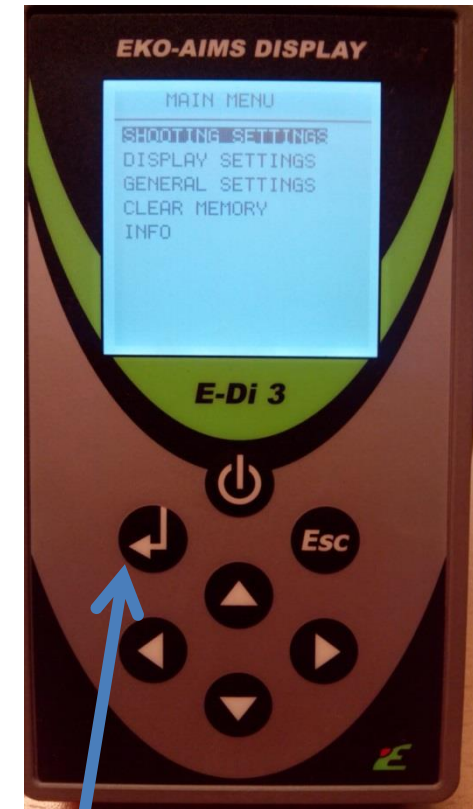 EKO-AIMS DISPLAY
MAIN MENU
SHOOTING SETTINGS
DISPLAY SETTINGS
GENERAL SETTINGS
CLEAR MEMORY
INFO
E-Di 3
Esc
E